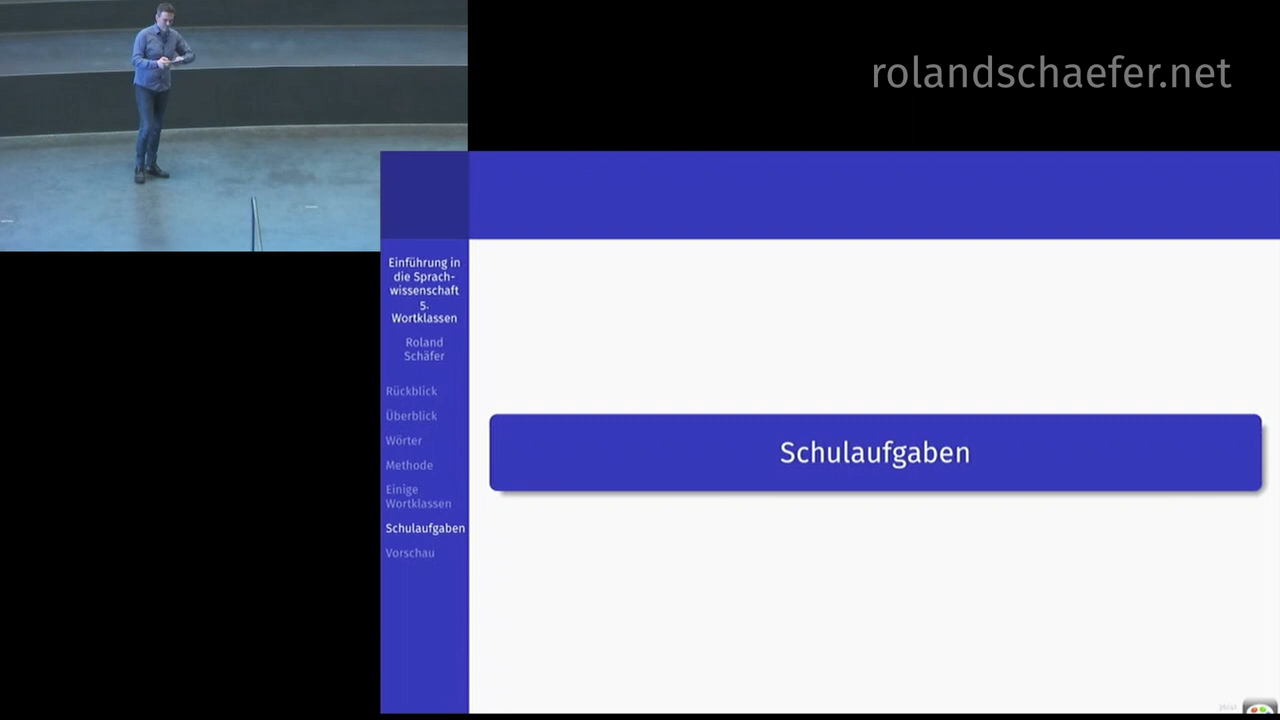 rolandschaefer.net
Einführung in
die Sprach-
wissenschaft
5.
Wortklassen
Roland
Schäfer
Rückblick
Überblick
Wörter
Methode
Einige
Wortklassen
Schulaufgaben
Vorschau
Schulaufgaben